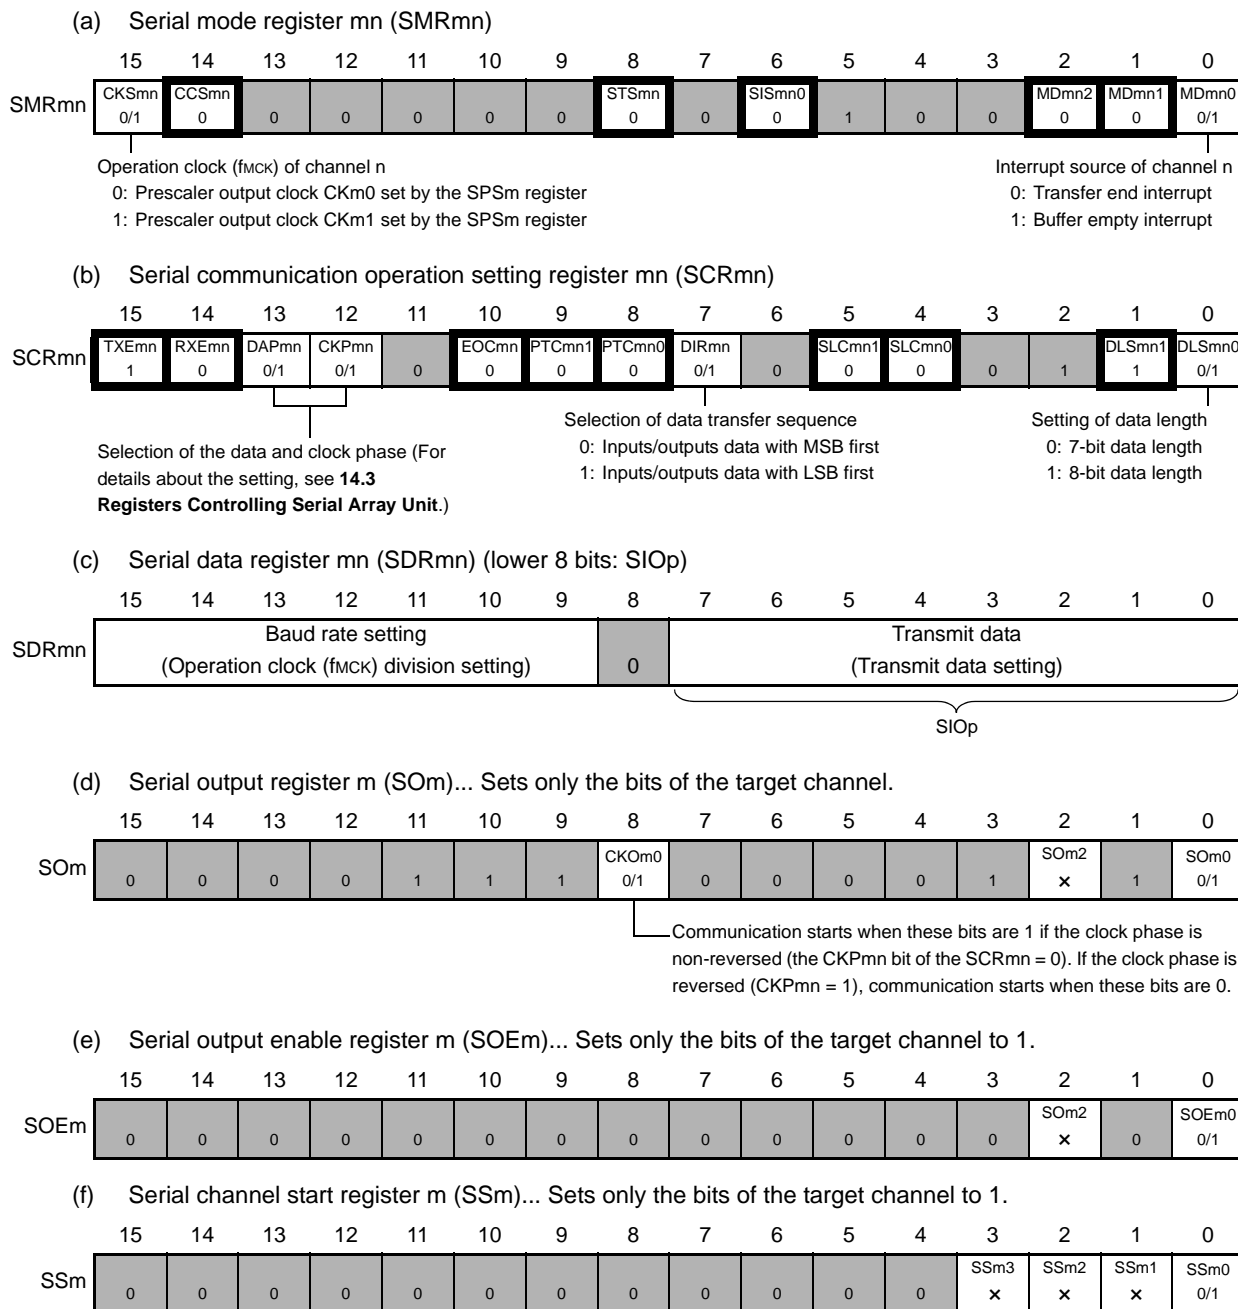 (a) Serial mode register mn (SMRmn)
15 14 13 12 11 10 9 8 7 6 5 4 3 2 1 0
SMRmn
CKSmn CCSmn STSmn SISmn0 MDmn2 MDmn1 MDmn0
0/1 0 0 0 0 0 0 0 0 0 1 0 0 0 0 0/1
Operation clock (fMCK) of channel n
0: Prescaler output clock CKm0 set by the SPSm register
1: Prescaler output clock CKm1 set by the SPSm register
Interrupt source of channel n
0: Transfer end interrupt
1: Buffer empty interrupt
(b) Serial communication operation setting register mn (SCRmn)
15 14 13 12 11 10 9 8 7 6 5 4 3 2 1 0
SCRmn
TXEmn RXEmn DAPmn CKPmn EOCmn PTCmn1 PTCmn0 DIRmn SLCmn1 SLCmn0 DLSmn1 DLSmn0
1 0 0/1 0/1 0 0 0 0 0/1 0 0 0 0 1 1 0/1
Selection of the data and clock phase (For
details about the setting, see 14.3
Registers Controlling Serial Array Unit.)
Selection of data transfer sequence
0: Inputs/outputs data with MSB first
1: Inputs/outputs data with LSB first
Setting of data length
0: 7-bit data length
1: 8-bit data length
(c) Serial data register mn (SDRmn) (lower 8 bits: SIOp)
15 14 13 12 11 10 9 8 7 6 5 4 3 2 1 0
SDRmn
Baud rate setting
(Operation clock (fMCK) division setting)
0
Transmit data
(Transmit data setting)
SIOp
(d) Serial output register m (SOm)... Sets only the bits of the target channel.
15 14 13 12 11 10 9 8 7 6 5 4 3 2 1 0
SOm
CKOm0 SOm2 SOm0
0 0 0 0 1 1 1 0/1 0 0 0 0 1 × 1 0/1
Communication starts when these bits are 1 if the clock phase is
non-reversed (the CKPmn bit of the SCRmn = 0). If the clock phase is
reversed (CKPmn = 1), communication starts when these bits are 0.
(e) Serial output enable register m (SOEm)... Sets only the bits of the target channel to 1.
15 14 13 12 11 10 9 8 7 6 5 4 3 2 1 0
SOEm
SOm2 SOEm0
0 0 0 0 0 0 0 0 0 0 0 0 0 × 0 0/1
(f) Serial channel start register m (SSm)... Sets only the bits of the target channel to 1.
15 14 13 12 11 10 9 8 7 6 5 4 3 2 1 0
SSm
SSm3 SSm2 SSm1 SSm0
0 0 0 0 0 0 0 0 0 0 0 0 × × × 0/1